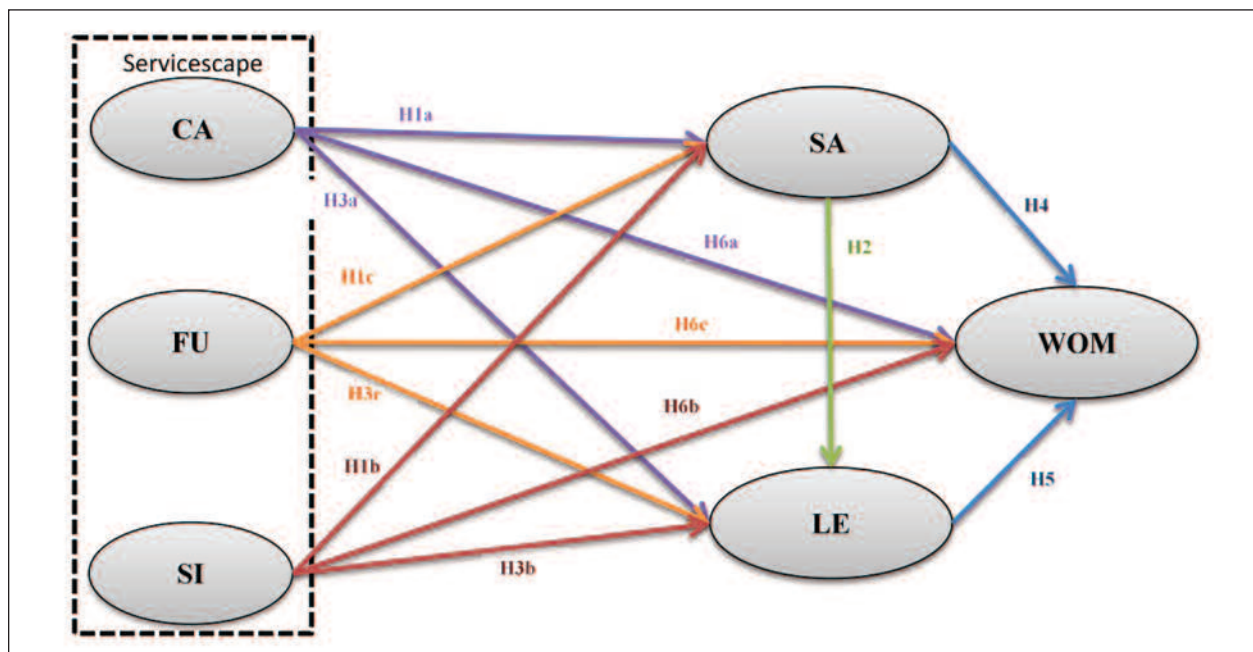 Servicescape
CA
H1a
SA
H3a
H4
H6a
H2
H1c
FU
H6c
WOM
H3c
H6b
H1b
LE
H5
SI
H3b